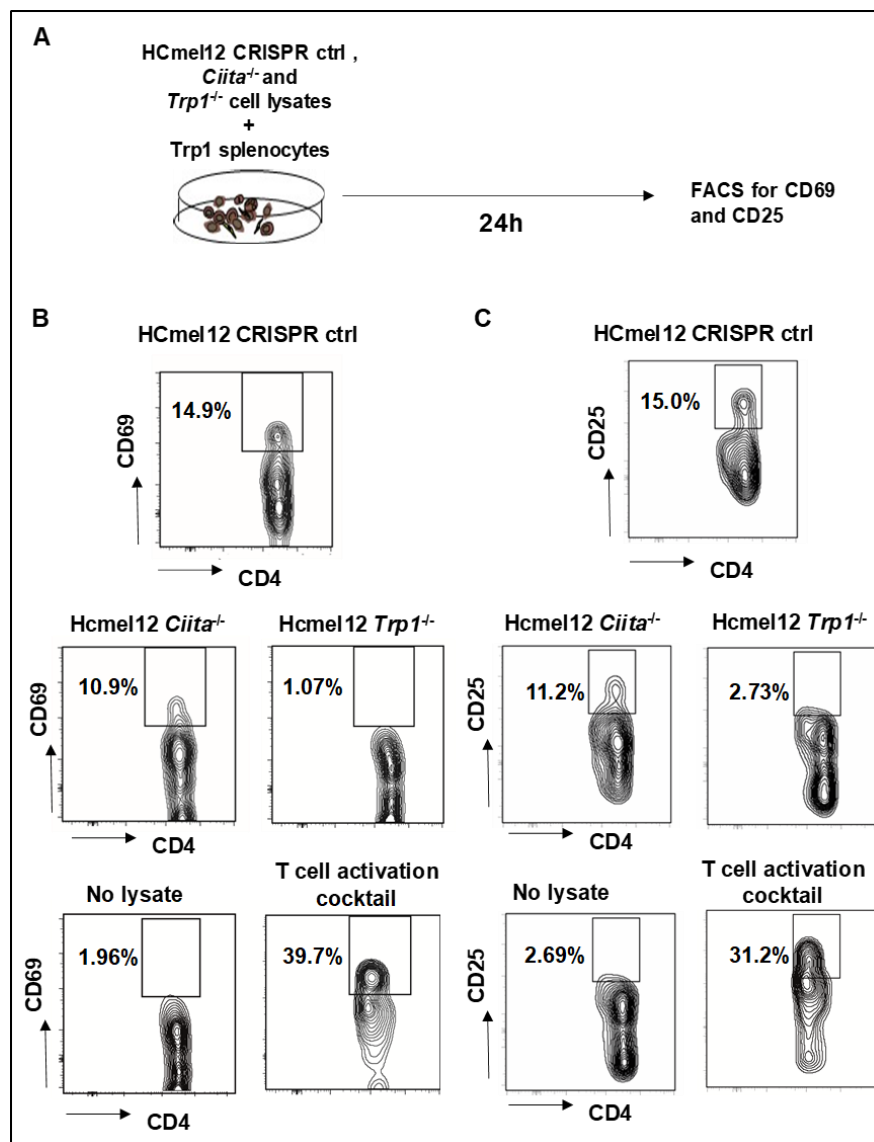 A
HCmel12 CRISPR ctrl ,
Ciita-/- and
Trp1-/- cell lysates
+
Trp1 splenocytes
24h
FACS for CD69
and CD25
B
HCmel12 CRISPR ctrl
14.9%
CD69
CD4
Hcmel12 Ciita-/-
10.9%
CD69
CD4
Hcmel12 Trp1-/-
1.07%
No lysate
1.96%
CD69
CD4
T cell activation
cocktail
39.7%
C
HCmel12 CRISPR ctrl
15.0%
CD25
CD4
Hcmel12 Ciita-/-
11.2%
CD25
CD4
Hcmel12 Trp1-/-
2.73%
No lysate
2.69%
CD25
CD4
T cell activation
cocktail
31.2%